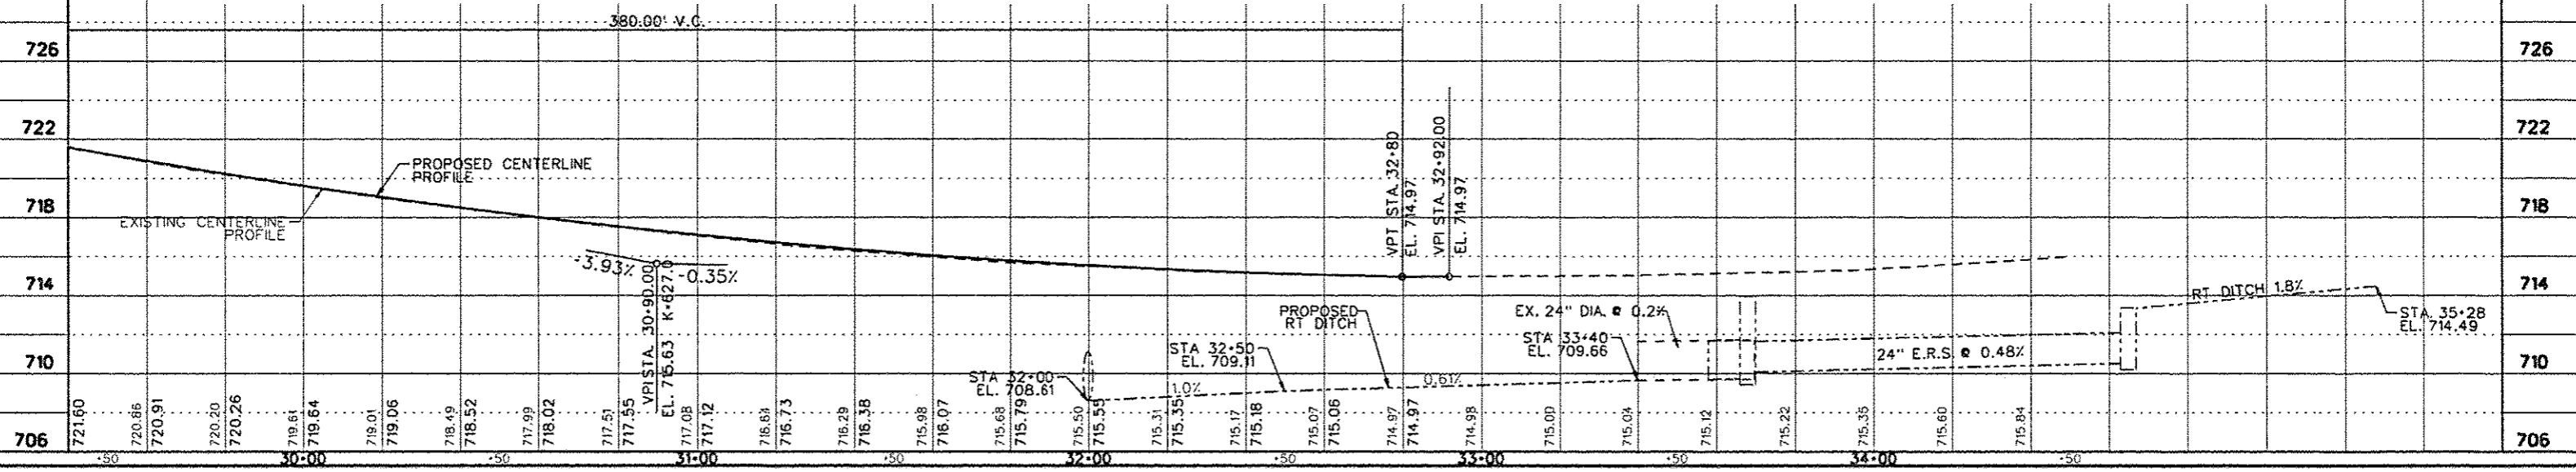 380.00' V.C.
726
726
722
722
718
718
714
714
710
710
706
706
PROPOSED CENTERLINE
PROFILE
EXISTING CENTERLINE
PROFILE
-3.93%
-0.35%
VPI STA. 30+90.00
EL. 715.63 K=627.0
VPT STA. 32+80
EL. 714.97
VPI STA. 32+92.00
EL. 714.97
PROPOSED
RT DITCH
EX. 24" DIA. @ 0.2%
STA 33+40
EL. 709.66
STA 32+50
EL. 709.11
STA 32+00
EL. 708.61
1.0%
0.61%
24" E.R.S. @ 0.48%
RT DITCH 1.8%
STA. 35+28
EL. 714.49
721.60
720.86
720.91
720.20
720.26
719.61
719.64
719.01
719.06
718.49
718.52
717.99
718.02
717.51
717.55
717.08
717.12
716.73
716.29
716.38
715.98
716.07
715.68
715.79
715.50
715.55
715.31
715.35
715.17
715.18
715.07
715.06
714.97
714.97
714.98
715.00
715.04
715.12
715.22
715.35
715.60
715.84
+50
30+00
+50
31+00
+50
32+00
+50
33+00
+50
34+00
+50